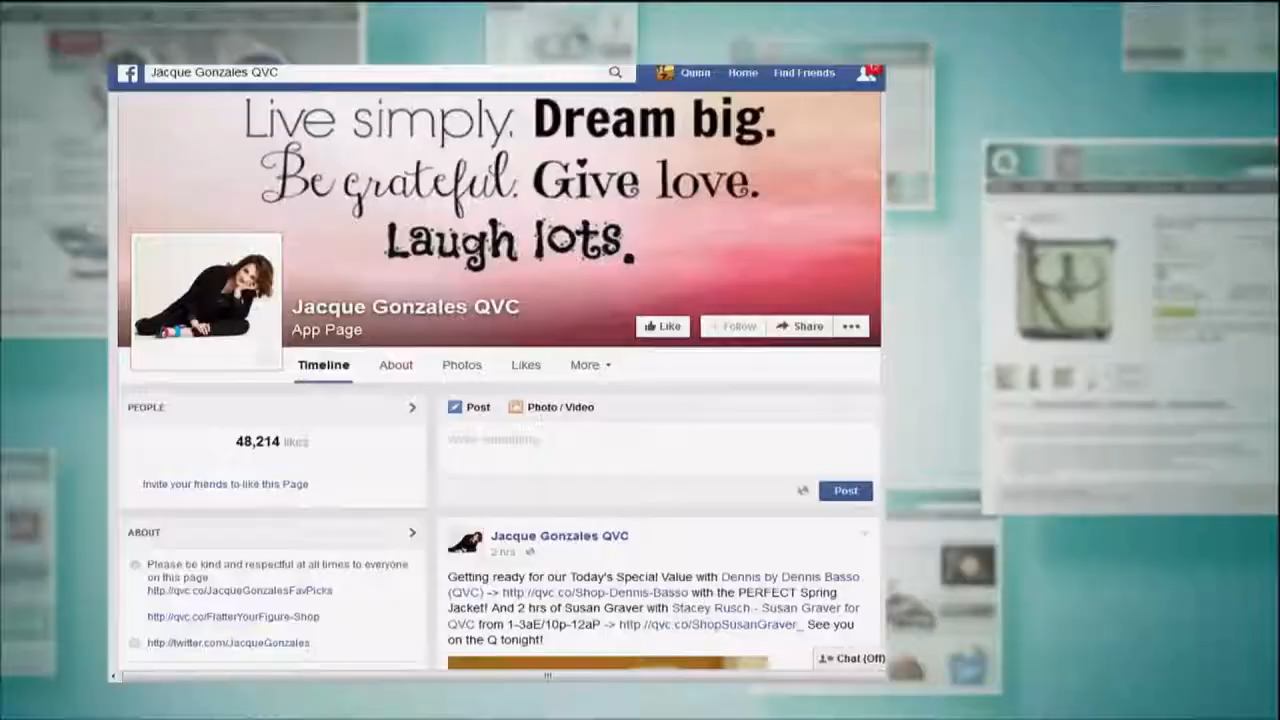 Jacque Gonzales QVC
Quinn Home Find Friends
Live simply. Dream big.
Be grateful. Give love.
Laugh lots.
Jacque Gonzales QVC
App Page
Like + Follow Share •••
Timeline About Photos Likes More
PEOPLE
48,214 likes
Invite your friends to like this Page
ABOUT
Please be kind and respectful at all times to everyone
on this page
http://qvc.co/JacqueGonzalesFavPicks
http://qvc.co/FlatterYourFigure-Shop
http://twitter.com/JacqueGonzales
Post Photo / Video
Write something...
Post
Jacque Gonzales QVC
2 hrs
Getting ready for our Today's Special Value with Dennis by Dennis Basso
(QVC) -> http://qvc.co/Shop-Dennis-Basso with the PERFECT Spring
Jacket! And 2 hrs of Susan Graver with Stacey Rusch - Susan Graver for
QVC from 1-3aE/10p-12aP -> http://qvc.co/ShopSusanGraver_ See you
on the Q tonight!
Chat (Off)